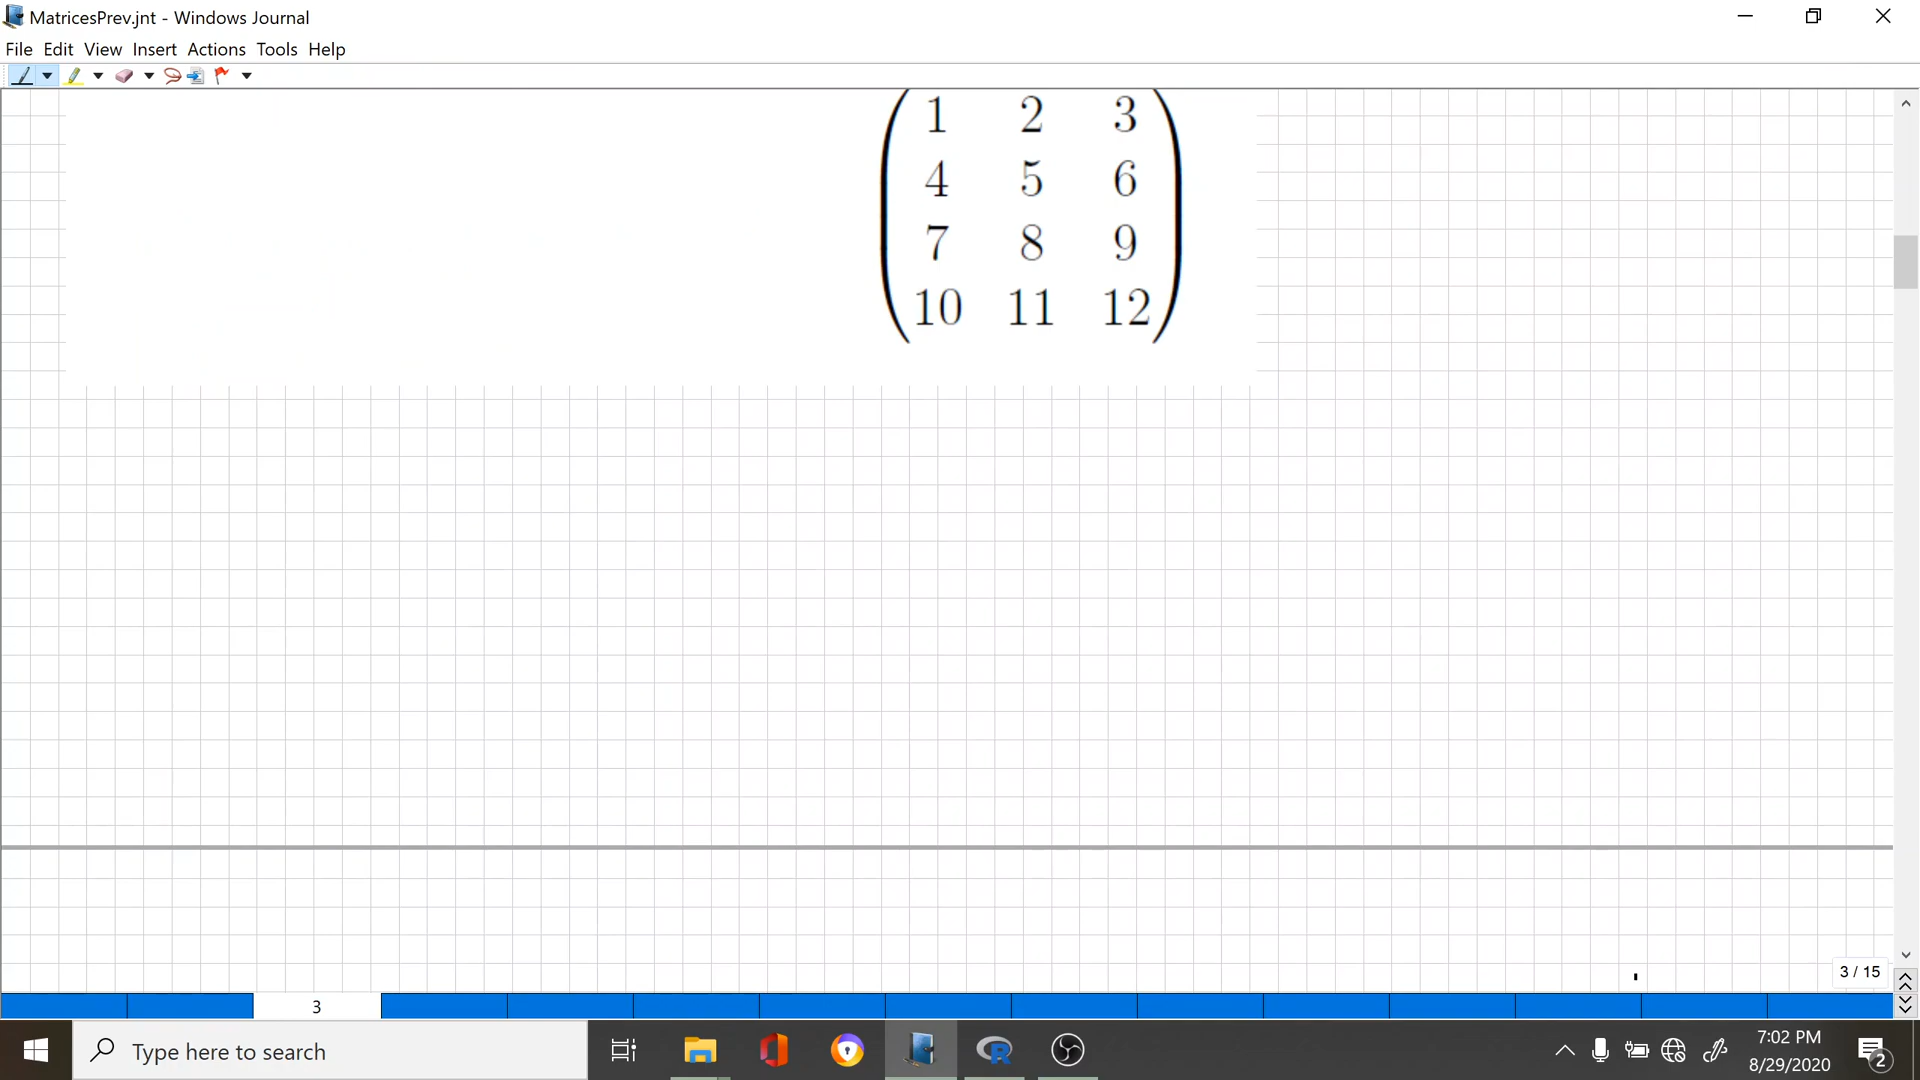 MatricesPrev.jnt - Windows Journal
File Edit View Insert Actions Tools Help
1 2 3
4 5 6
7 8 9
10 11 12
3 / 15
3
Type here to search
7:02 PM
8/29/2020
2